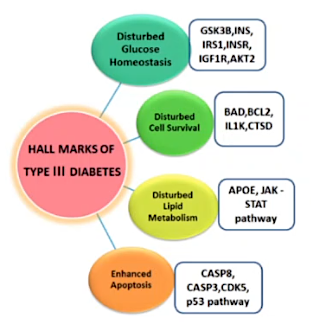 HALL MARKS OF
TYPE III DIABETES
Disturbed
Glucose
Homeostasis
GSK3B,INS,
IRS1,INSR,
IGF1R,AKT2
Disturbed
Cell Survival
BAD,BCL2,
IL1K,CTSD
Disturbed
Lipid
Metabolism
APOE, JAK -
STAT
pathway
Enhanced
Apoptosis
CASP8,
CASP3,CDK5,
p53 pathway